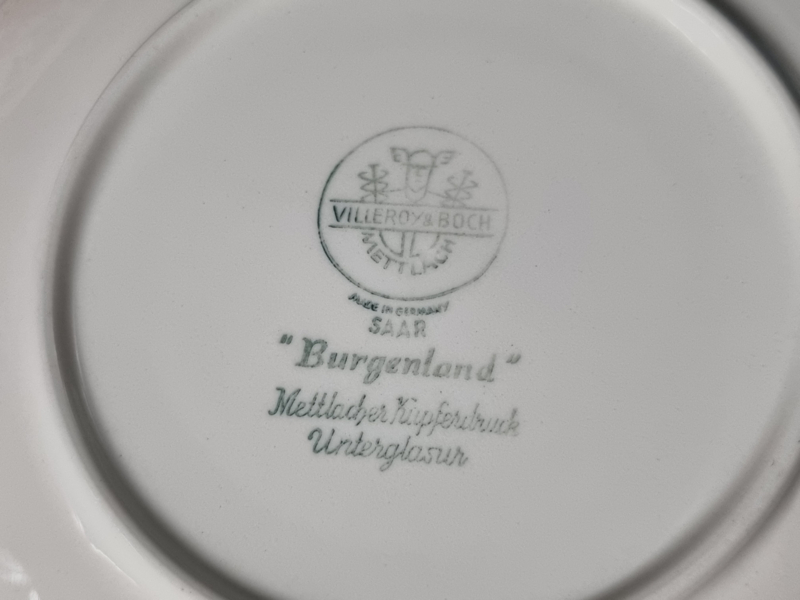 VILLEROY & BOCH
METTLACH
MADE IN GERMANY
SAAR
"Burgenland"
Mettlacher Kupferdruck
Unterglasur